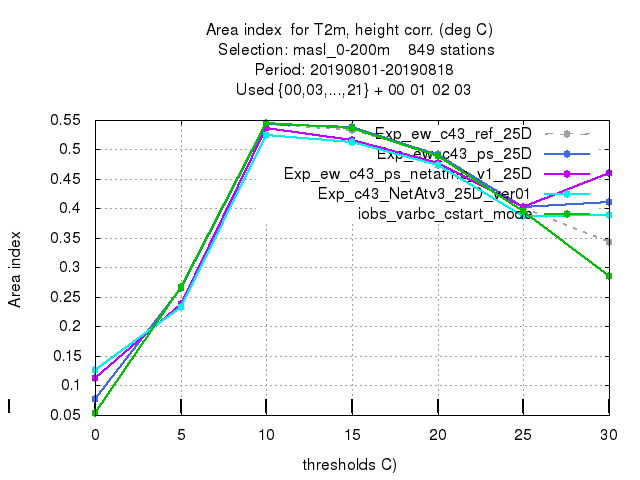 Area index  for T2m, height corr. (deg C)
Selection: masl_0-200m    849 stations
Period: 20190801-20190818
Used {00,03,...,21} + 00 01 02 03
0.55
0.5
0.45
0.4
0.35
0.3
0.25
0.2
0.15
0.1
0.05
Area index
Exp_ew_c43_ref_25D
Exp_ew_c43_ps_25D
Exp_ew_c43_ps_netatmo_v1_25D
Exp_c43_NetAtv3_25D_ver01
iobs_varbc_cstart_mode
0 5 10 15 20 25 30
thresholds C)